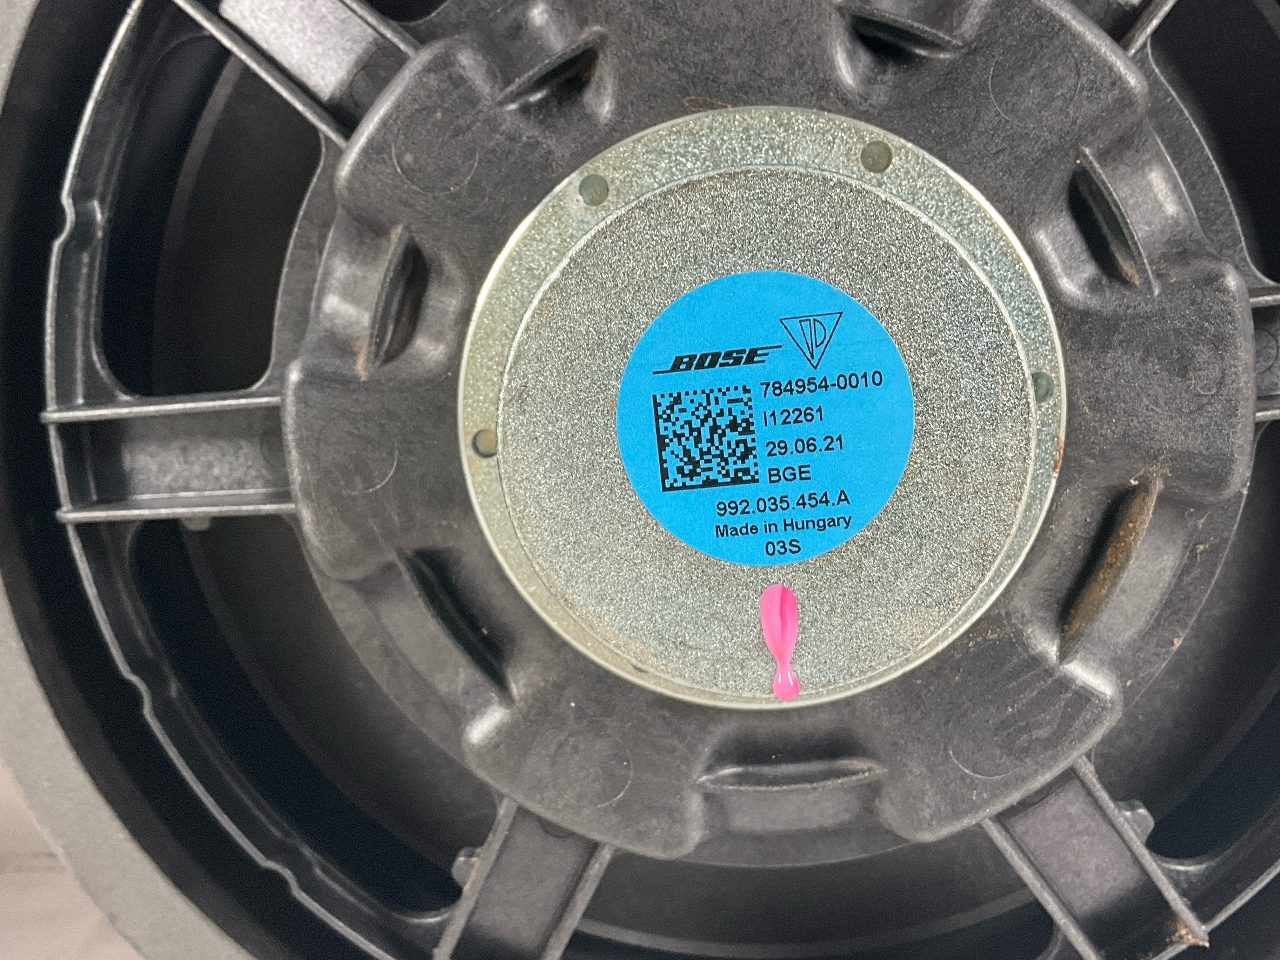 BOSE
784954-0010
I12261
29.06.21
BGE
992.035.454.A
Made in Hungary
03S